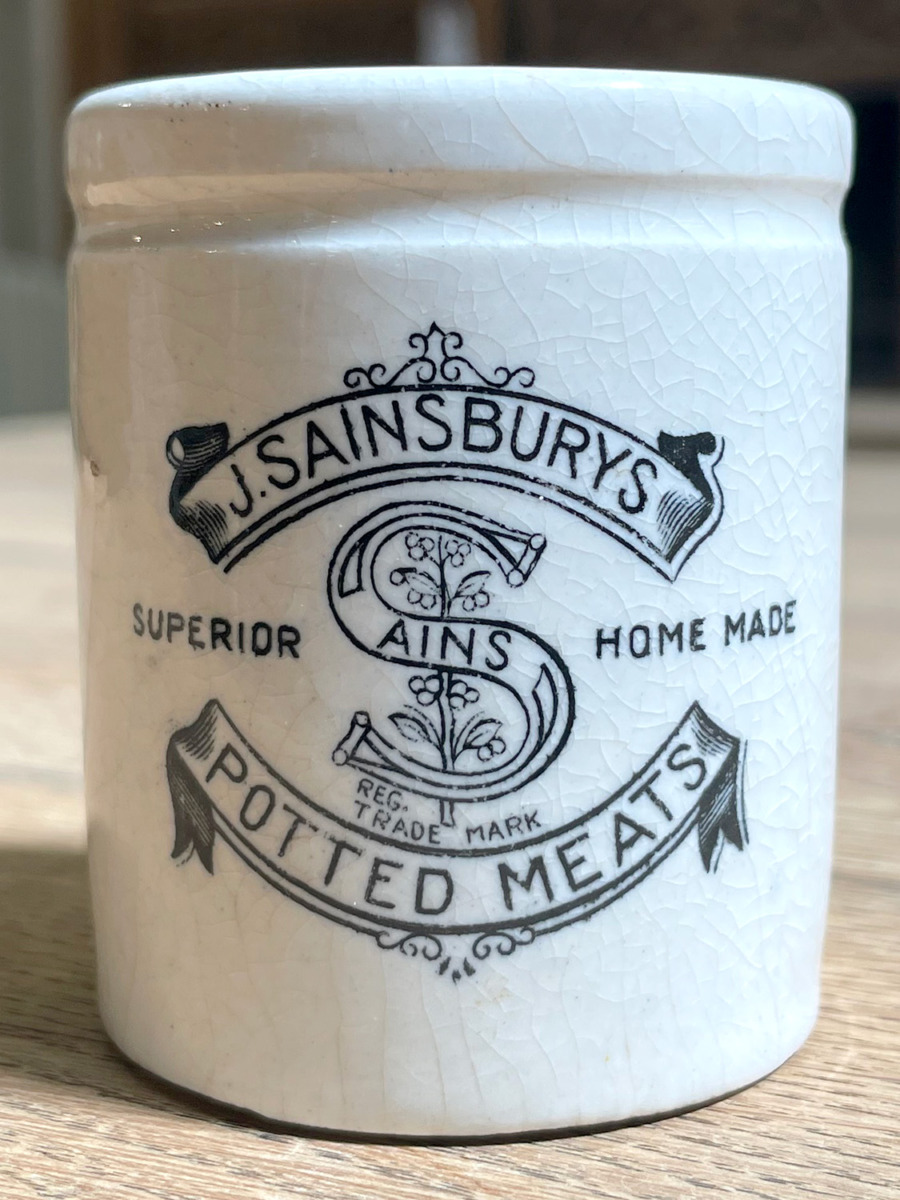 J.SAINSBURYS
SAINS
SUPERIOR HOME MADE
REG.
TRADE MARK
POTTED MEATS